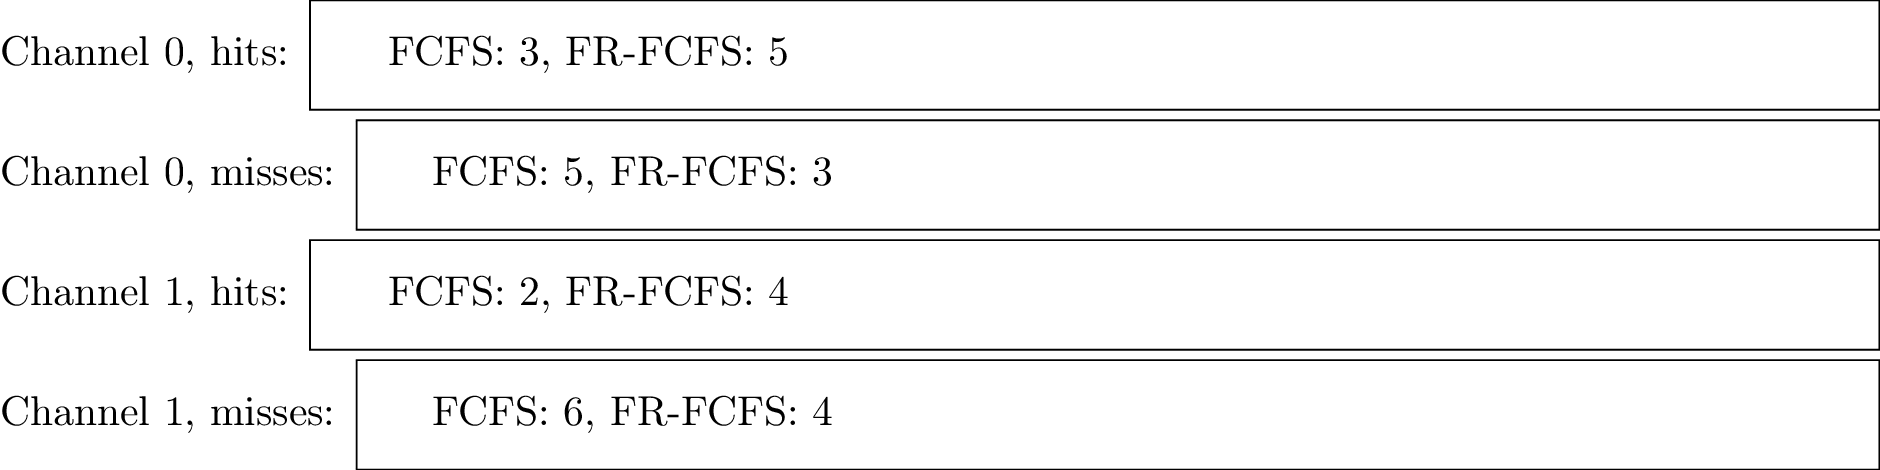 Channel 0, hits: FCFS: 3, FR-FCFS: 5
Channel 0, misses: FCFS: 5, FR-FCFS: 3
Channel 1, hits: FCFS: 2, FR-FCFS: 4
Channel 1, misses: FCFS: 6, FR-FCFS: 4